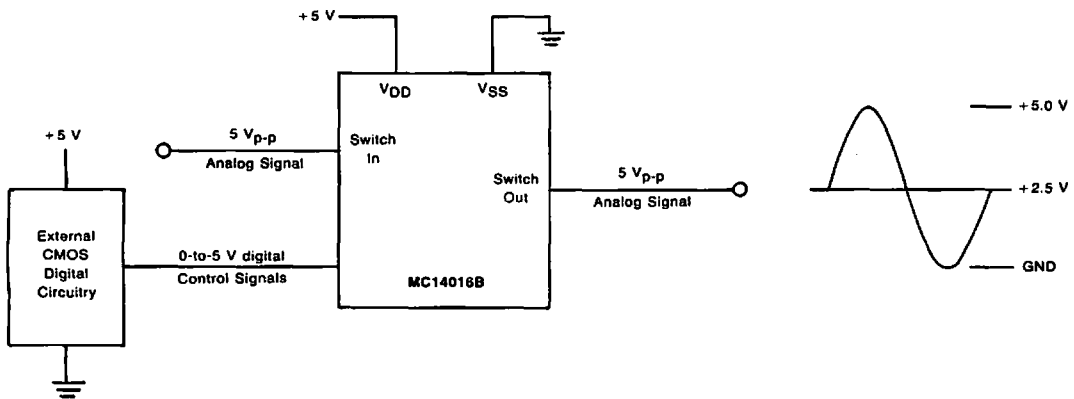 +5 V
VDD
VSS
+5 V
5 Vp-p
Analog Signal
Switch
In
Switch
Out
5 Vp-p
Analog Signal
External
CMOS
Digital
Circuitry
0-to-5 V digital
Control Signals
MC14016B
+5.0 V
+2.5 V
GND